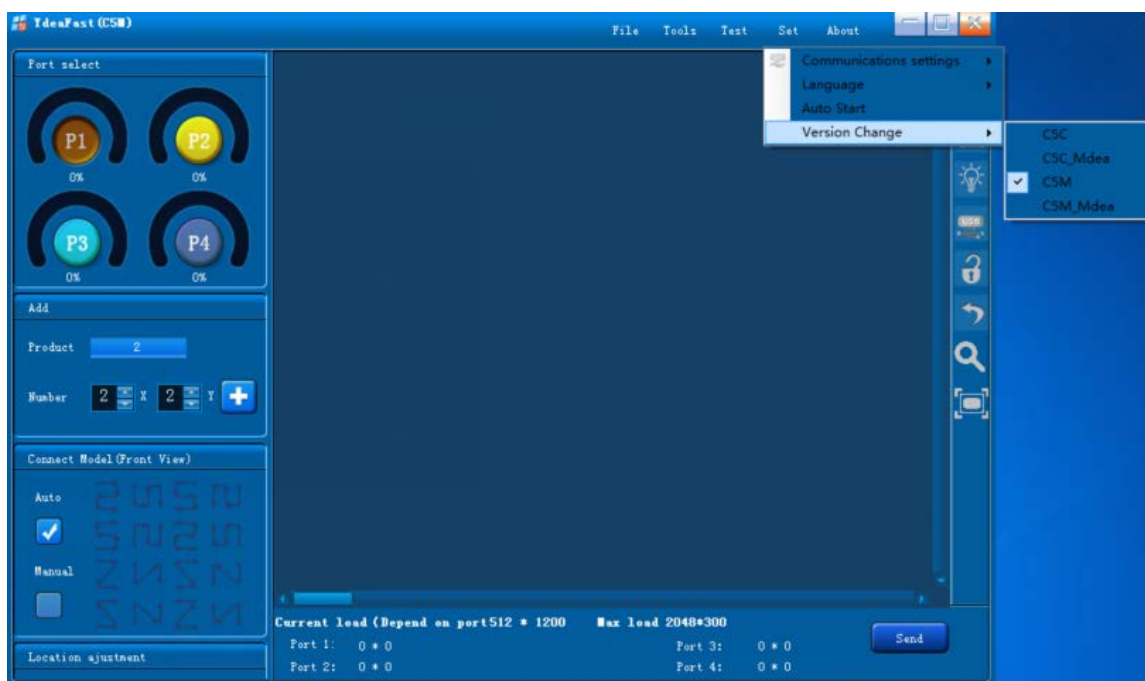 YdeaFast(C5M)
File Tools Test Set About
Port select
P1 P2
0% 0%
P3 P4
0% 0%
Communications settings
Language
Auto Start
Version Change
C5C
C5C_Mdea
C5M
C5M_Mdea
USB
Add
Product 2
Number 2 X 2 Y
Connect Model(Front View)
Auto
Manual
Current load(Depend on port512 * 1200 Max load 2048*300
Port 1: 0 * 0 Port 3: 0 * 0
Port 2: 0 * 0 Port 4: 0 * 0
Send
Location ajustment